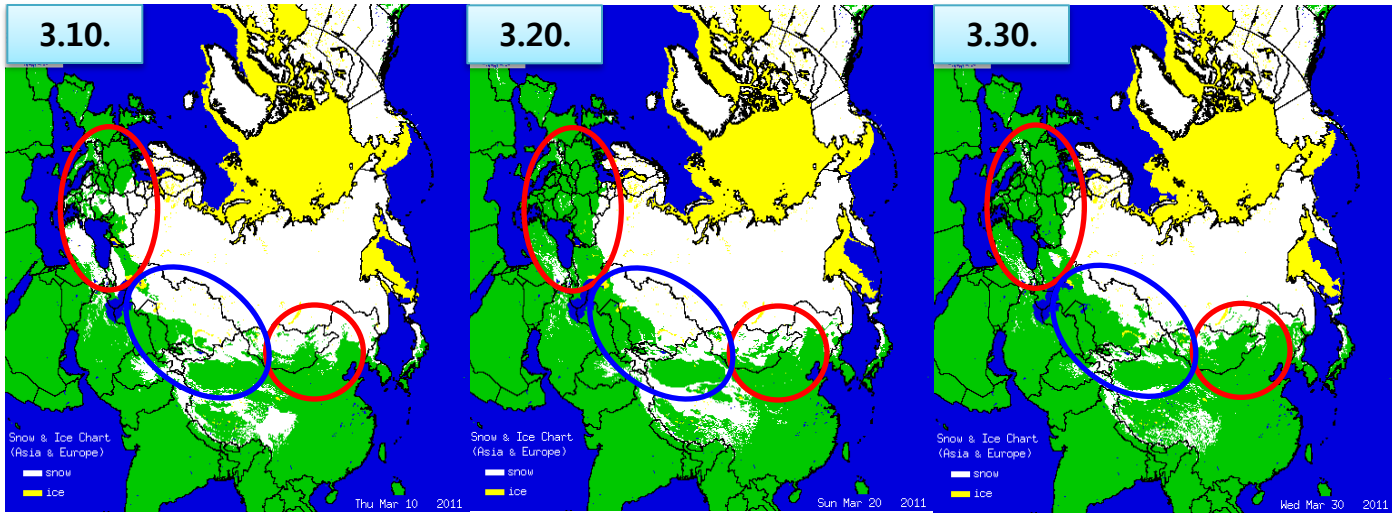 3.10.
Snow & Ice Chart
(Asia & Europe)
snow
ice
Thu Mar 10 2011
3.20.
Snow & Ice Chart
(Asia & Europe)
snow
ice
Sun Mar 20 2011
3.30.
Snow & Ice Chart
(Asia & Europe)
snow
ice
Wed Mar 30 2011